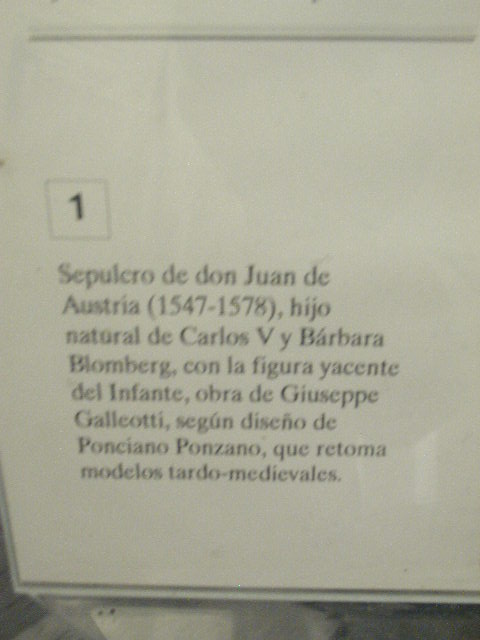 1
Sepulcro de don Juan de
Austria (1547-1578), hijo
natural de Carlos V y Bárbara
Blomberg, con la figura yacente
del Infante, obra de Giuseppe
Galleotti, según diseño de
Ponciano Ponzano, que retoma
modelos tardo-medievales.